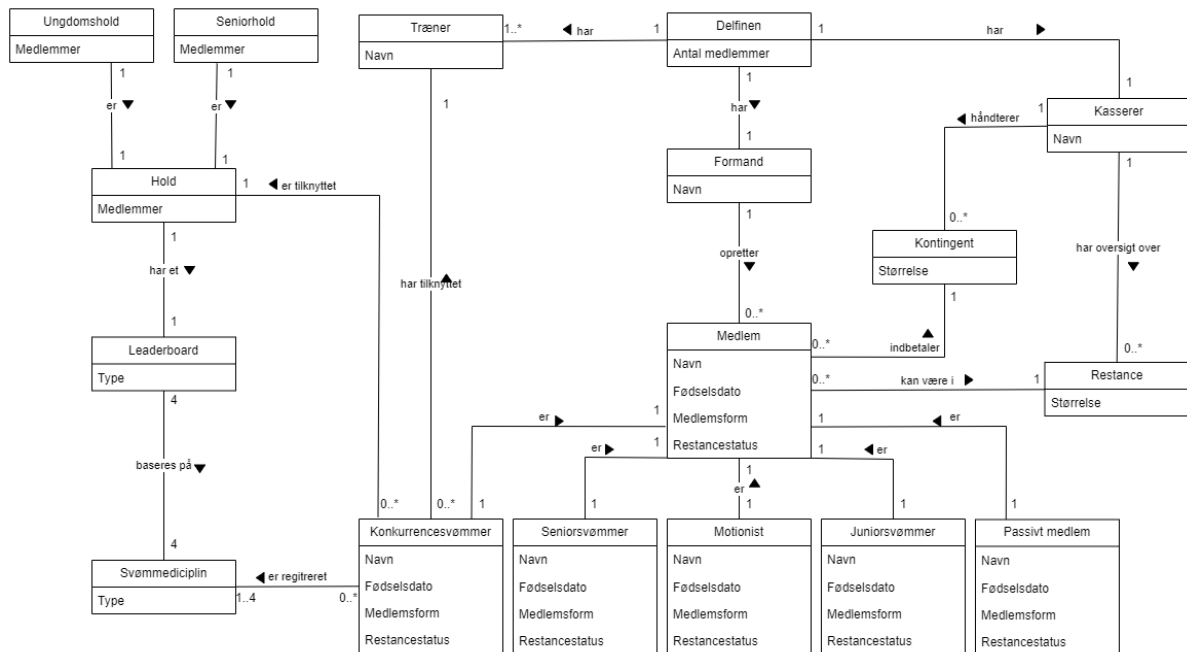 Ungdomshold
Medlemmer
Seniorhold
Medlemmer
Træner
Navn
1..*
har
1
Delfinen
Antal medlemmer
1
har
1
1
er
1
1
er
1
1
har
1
1
håndterer
Kasserer
Navn
1
Hold
Medlemmer
1
er tilknyttet
Formand
Navn
1
0..*
Kontingent
Størrelse
1
har oversigt over
1
har et
1
har tilknyttet
opretter
0..*
1
0..*
Leaderboard
Type
4
baseres på
4
Medlem
Navn
Fødselsdato
Medlemsform
Restancestatus
0..*
indbetaler
0..*
kan være i
1
Restance
Størrelse
er
1
1
er
1
er
1
er
1
er
0..*
0..*
1
1
1
1
1
Svømmediciplin
Type
er regitreret
1..4
0..*
Konkurrencesvømmer
Navn
Fødselsdato
Medlemsform
Restancestatus
Seniorsvømmer
Navn
Fødselsdato
Medlemsform
Restancestatus
Motionist
Navn
Fødselsdato
Medlemsform
Restancestatus
Juniorsvømmer
Navn
Fødselsdato
Medlemsform
Restancestatus
Passivt medlem
Navn
Fødselsdato
Medlemsform
Restancestatus